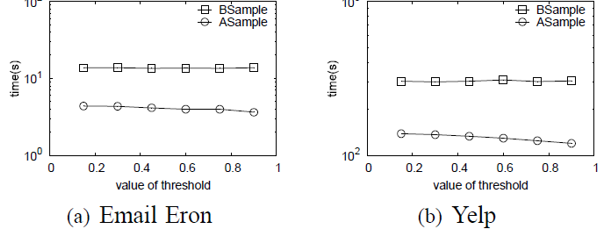 10²
BSample
ASample
time(s)
10¹
10⁰
0 0.2 0.4 0.6 0.8 1
value of threshold
(a) Email Eron
BSample
ASample
time(s)
10²
0 0.2 0.4 0.6 0.8 1
value of threshold
(b) Yelp